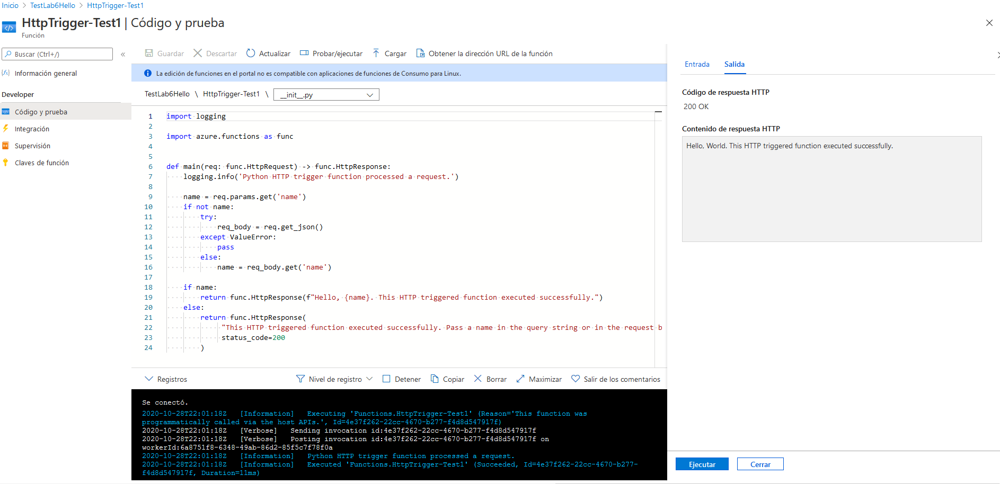 Inicio > TestLab6Hello > HttpTrigger-Test1
HttpTrigger-Test1 | Código y prueba
Función
Buscar (Ctrl+/)
«
Información general
Developer
Código y prueba
Integración
Supervisión
Claves de función
Guardar Descartar Actualizar Probar/ejecutar Cargar Obtener la dirección URL de la función
La edición de funciones en el portal no es compatible con aplicaciones de funciones de Consumo para Linux.
TestLab6Hello \ HttpTrigger-Test1 \ __init__.py
1 import logging
2
3 import azure.functions as func
4
5
6 def main(req: func.HttpRequest) -> func.HttpResponse:
7     logging.info('Python HTTP trigger function processed a request.')
8
9     name = req.params.get('name')
10     if not name:
11         try:
12             req_body = req.get_json()
13         except ValueError:
14             pass
15         else:
16             name = req_body.get('name')
17
18     if name:
19         return func.HttpResponse(f"Hello, {name}. This HTTP triggered function executed successfully.")
20     else:
21         return func.HttpResponse(
22              "This HTTP triggered function executed successfully. Pass a name in the query string or in the request b
23              status_code=200
24         )
Registros Nivel de registro Detener Copiar Borrar Maximizar Salir de los comentarios
Se conectó.
2020-10-28T22:01:18Z   [Information]   Executing 'Functions.HttpTrigger-Test1' (Reason='This function was
programmatically called via the host APIs.', Id=4e37f262-22cc-4670-b277-f4d8d547917f)
2020-10-28T22:01:18Z   [Verbose]   Sending invocation id:4e37f262-22cc-4670-b277-f4d8d547917f
2020-10-28T22:01:18Z   [Verbose]   Posting invocation id:4e37f262-22cc-4670-b277-f4d8d547917f on
workerId:6a8751f8-6348-49ab-86d2-85f5c7f78f0a
2020-10-28T22:01:18Z   [Information]   Python HTTP trigger function processed a request.
2020-10-28T22:01:18Z   [Information]   Executed 'Functions.HttpTrigger-Test1' (Succeeded, Id=4e37f262-22cc-4670-b277-
f4d8d547917f, Duration=11ms)
Entrada Salida
Código de respuesta HTTP
200 OK
Contenido de respuesta HTTP
Hello, World. This HTTP triggered function executed successfully.
Ejecutar Cerrar